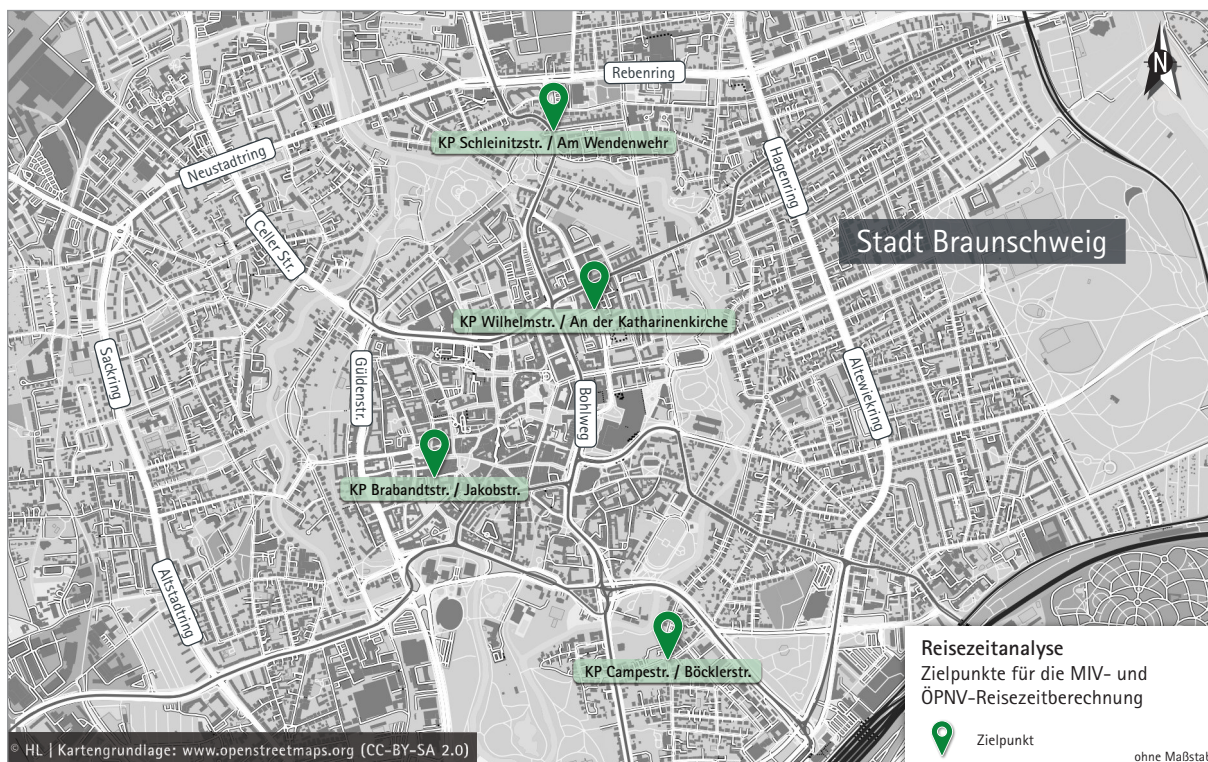 Rebenring
N
KP Schleinitzstr. / Am Wendenwehr
Neustadtring
Hagenring
Celler Str.
Stadt Braunschweig
KP Wilhelmstr. / An der Katharinenkirche
Sackring
Güldenstr.
Bohlweg
Altewiekring
KP Brabandtstr. / Jakobstr.
Altstadtring
KP Campestr. / Böcklerstr.
Reisezeitanalyse
Zielpunkte für die MIV- und
ÖPNV-Reisezeitberechnung
Zielpunkt
© HL | Kartengrundlage: www.openstreetmaps.org (CC-BY-SA 2.0)
ohne Maßstab